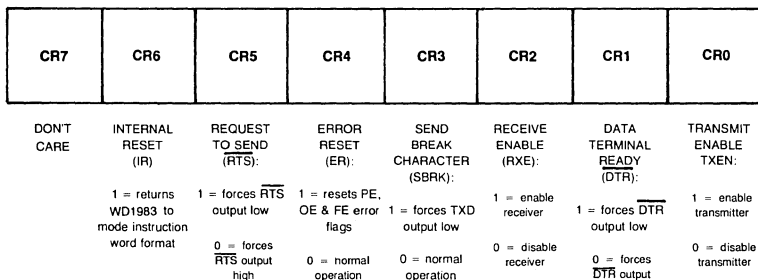 CR7 CR6 CR5 CR4 CR3 CR2 CR1 CR0
DON'T CARE
INTERNAL
RESET
(IR)
1 = returns
WD1983 to
mode instruction
word format
REQUEST
TO SEND
(RTS):
1 = forces RTS
output low
0 = forces
RTS output
high
ERROR
RESET
(ER):
1 = resets PE,
OE & FE error
flags
0 = normal
operation
SEND
BREAK
CHARACTER
(SBRK):
1 = forces TXD
output low
0 = normal
operation
RECEIVE
ENABLE
(RXE):
1 = enable
receiver
0 = disable
receiver
DATA
TERMINAL
READY
(DTR):
1 = forces DTR
output low
0 = forces
DTR output
TRANSMIT
ENABLE
TXEN:
1 = enable
transmitter
0 = disable
transmitter